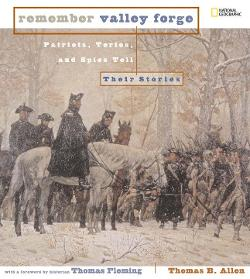 NATIONAL
GEOGRAPHIC
remember valley forge
Patriots, Tories,
and Spies Tell
Their Stories
with a foreword by historian Thomas Fleming
Thomas B. Allen